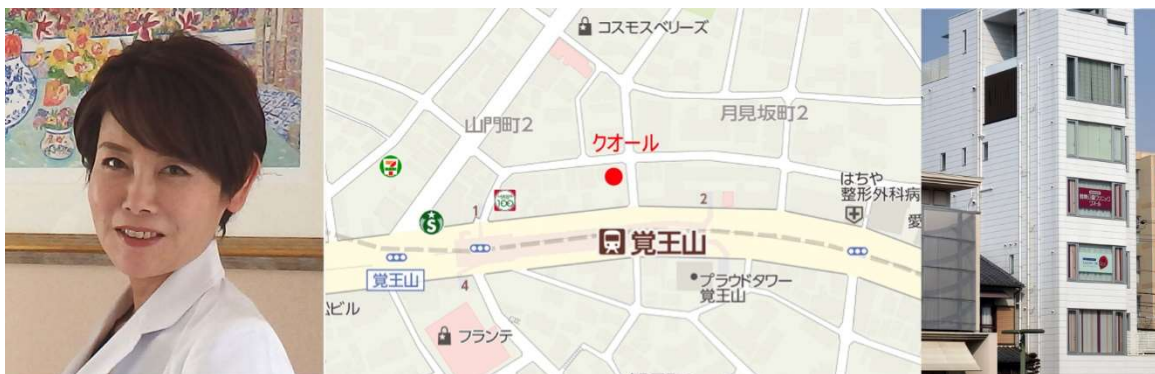 コスモスベリーズ
山門町2
月見坂町2
クオール
7
はちや
整形外科病
愛
1
2
S
覚王山
覚王山
プラウドタワー
覚王山
4
ビル
フランテ